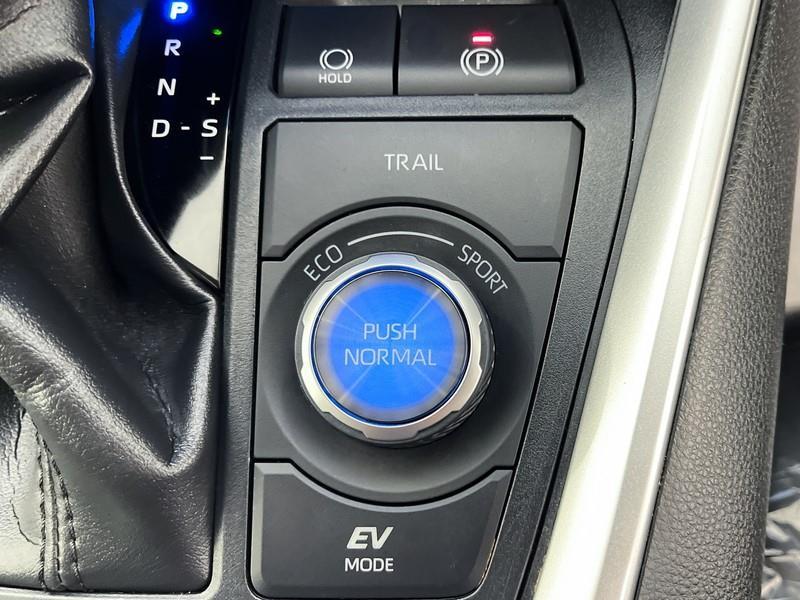 P
R
N
D - S
+
–
HOLD
P
TRAIL
ECO
SPORT
PUSH
NORMAL
EV
MODE